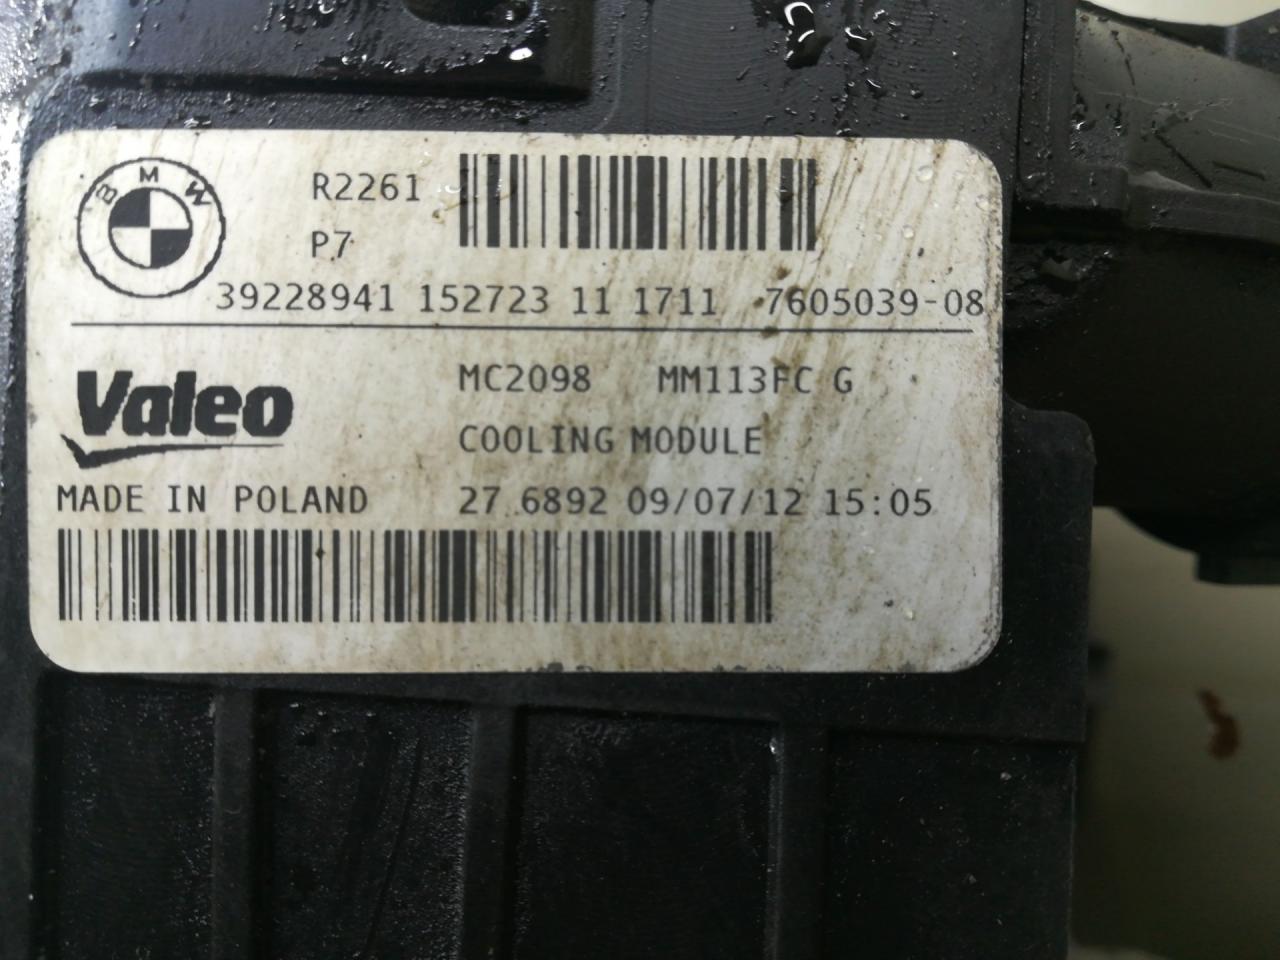 BMW
R2261
P7
39228941 152723 11 1711 7605039-08
Valeo
MC2098 MM113FC G
COOLING MODULE
MADE IN POLAND 27.6892 09/07/12 15:05